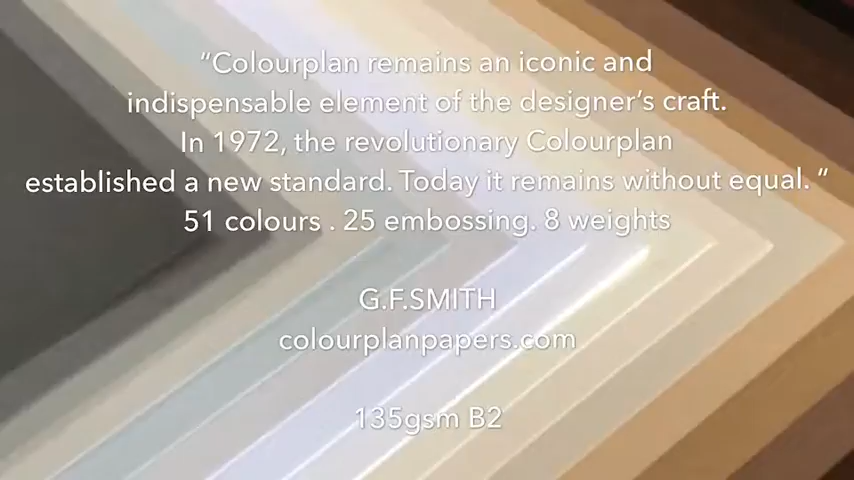 “Colourplan remains an iconic and
indispensable element of the designer’s craft.
In 1972, the revolutionary Colourplan
established a new standard. Today it remains without equal. “
51 colours . 25 embossing. 8 weights
G.F.SMITH
colourplanpapers.com
135gsm B2